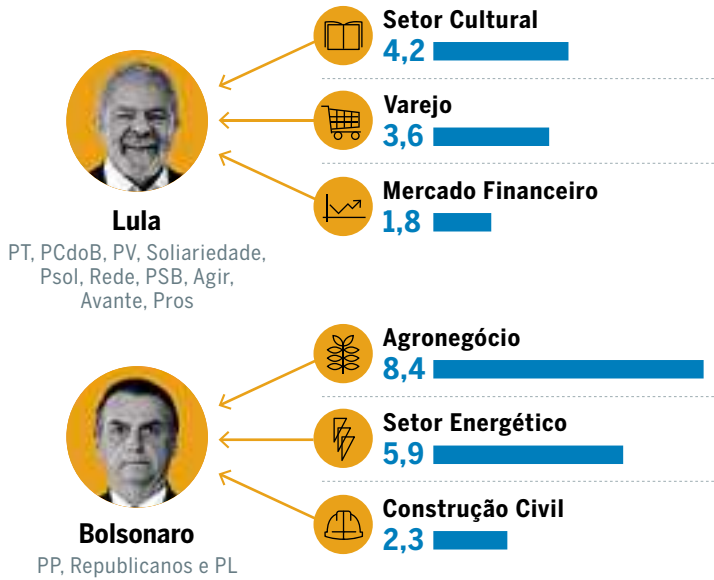 Setor Cultural
4,2
Varejo
3,6
Mercado Financeiro
1,8
Lula
PT, PCdoB, PV, Soliariedade,
Psol, Rede, PSB, Agir,
Avante, Pros
Agronegócio
8,4
Setor Energético
5,9
Construção Civil
2,3
Bolsonaro
PP, Republicanos e PL